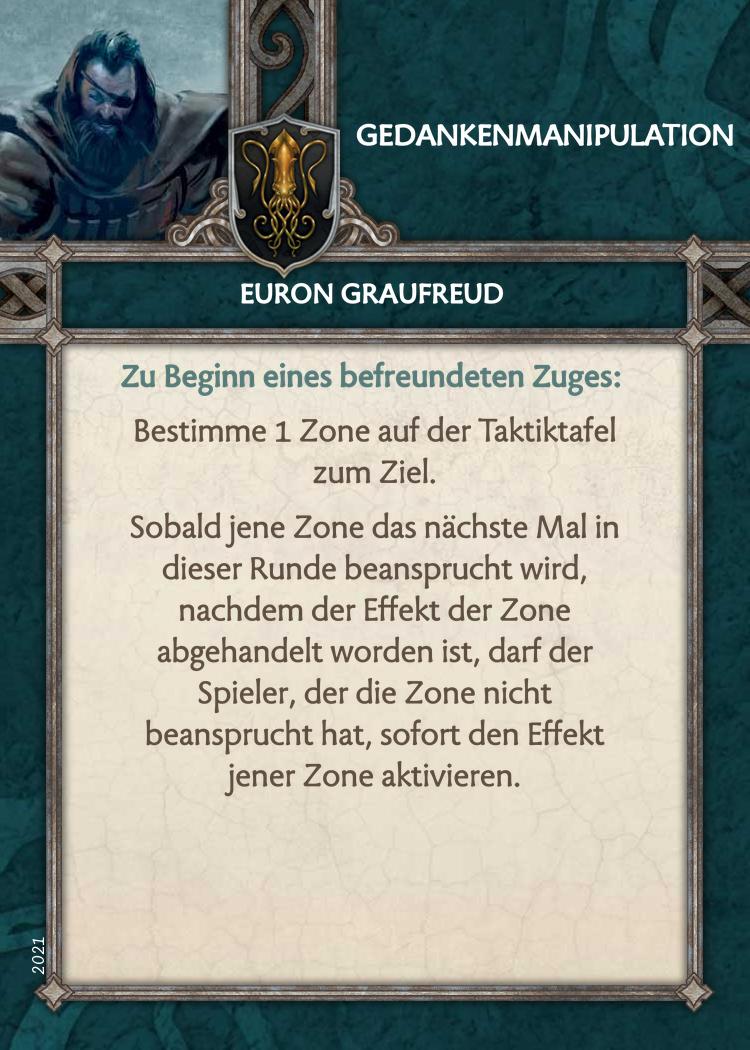 GEDANKENMANIPULATION
EURON GRAUFREUD
Zu Beginn eines befreundeten Zuges:
Bestimme 1 Zone auf der Taktiktafel
zum Ziel.
Sobald jene Zone das nächste Mal in
dieser Runde beansprucht wird,
nachdem der Effekt der Zone
abgehandelt worden ist, darf der
Spieler, der die Zone nicht
beansprucht hat, sofort den Effekt
jener Zone aktivieren.
2021